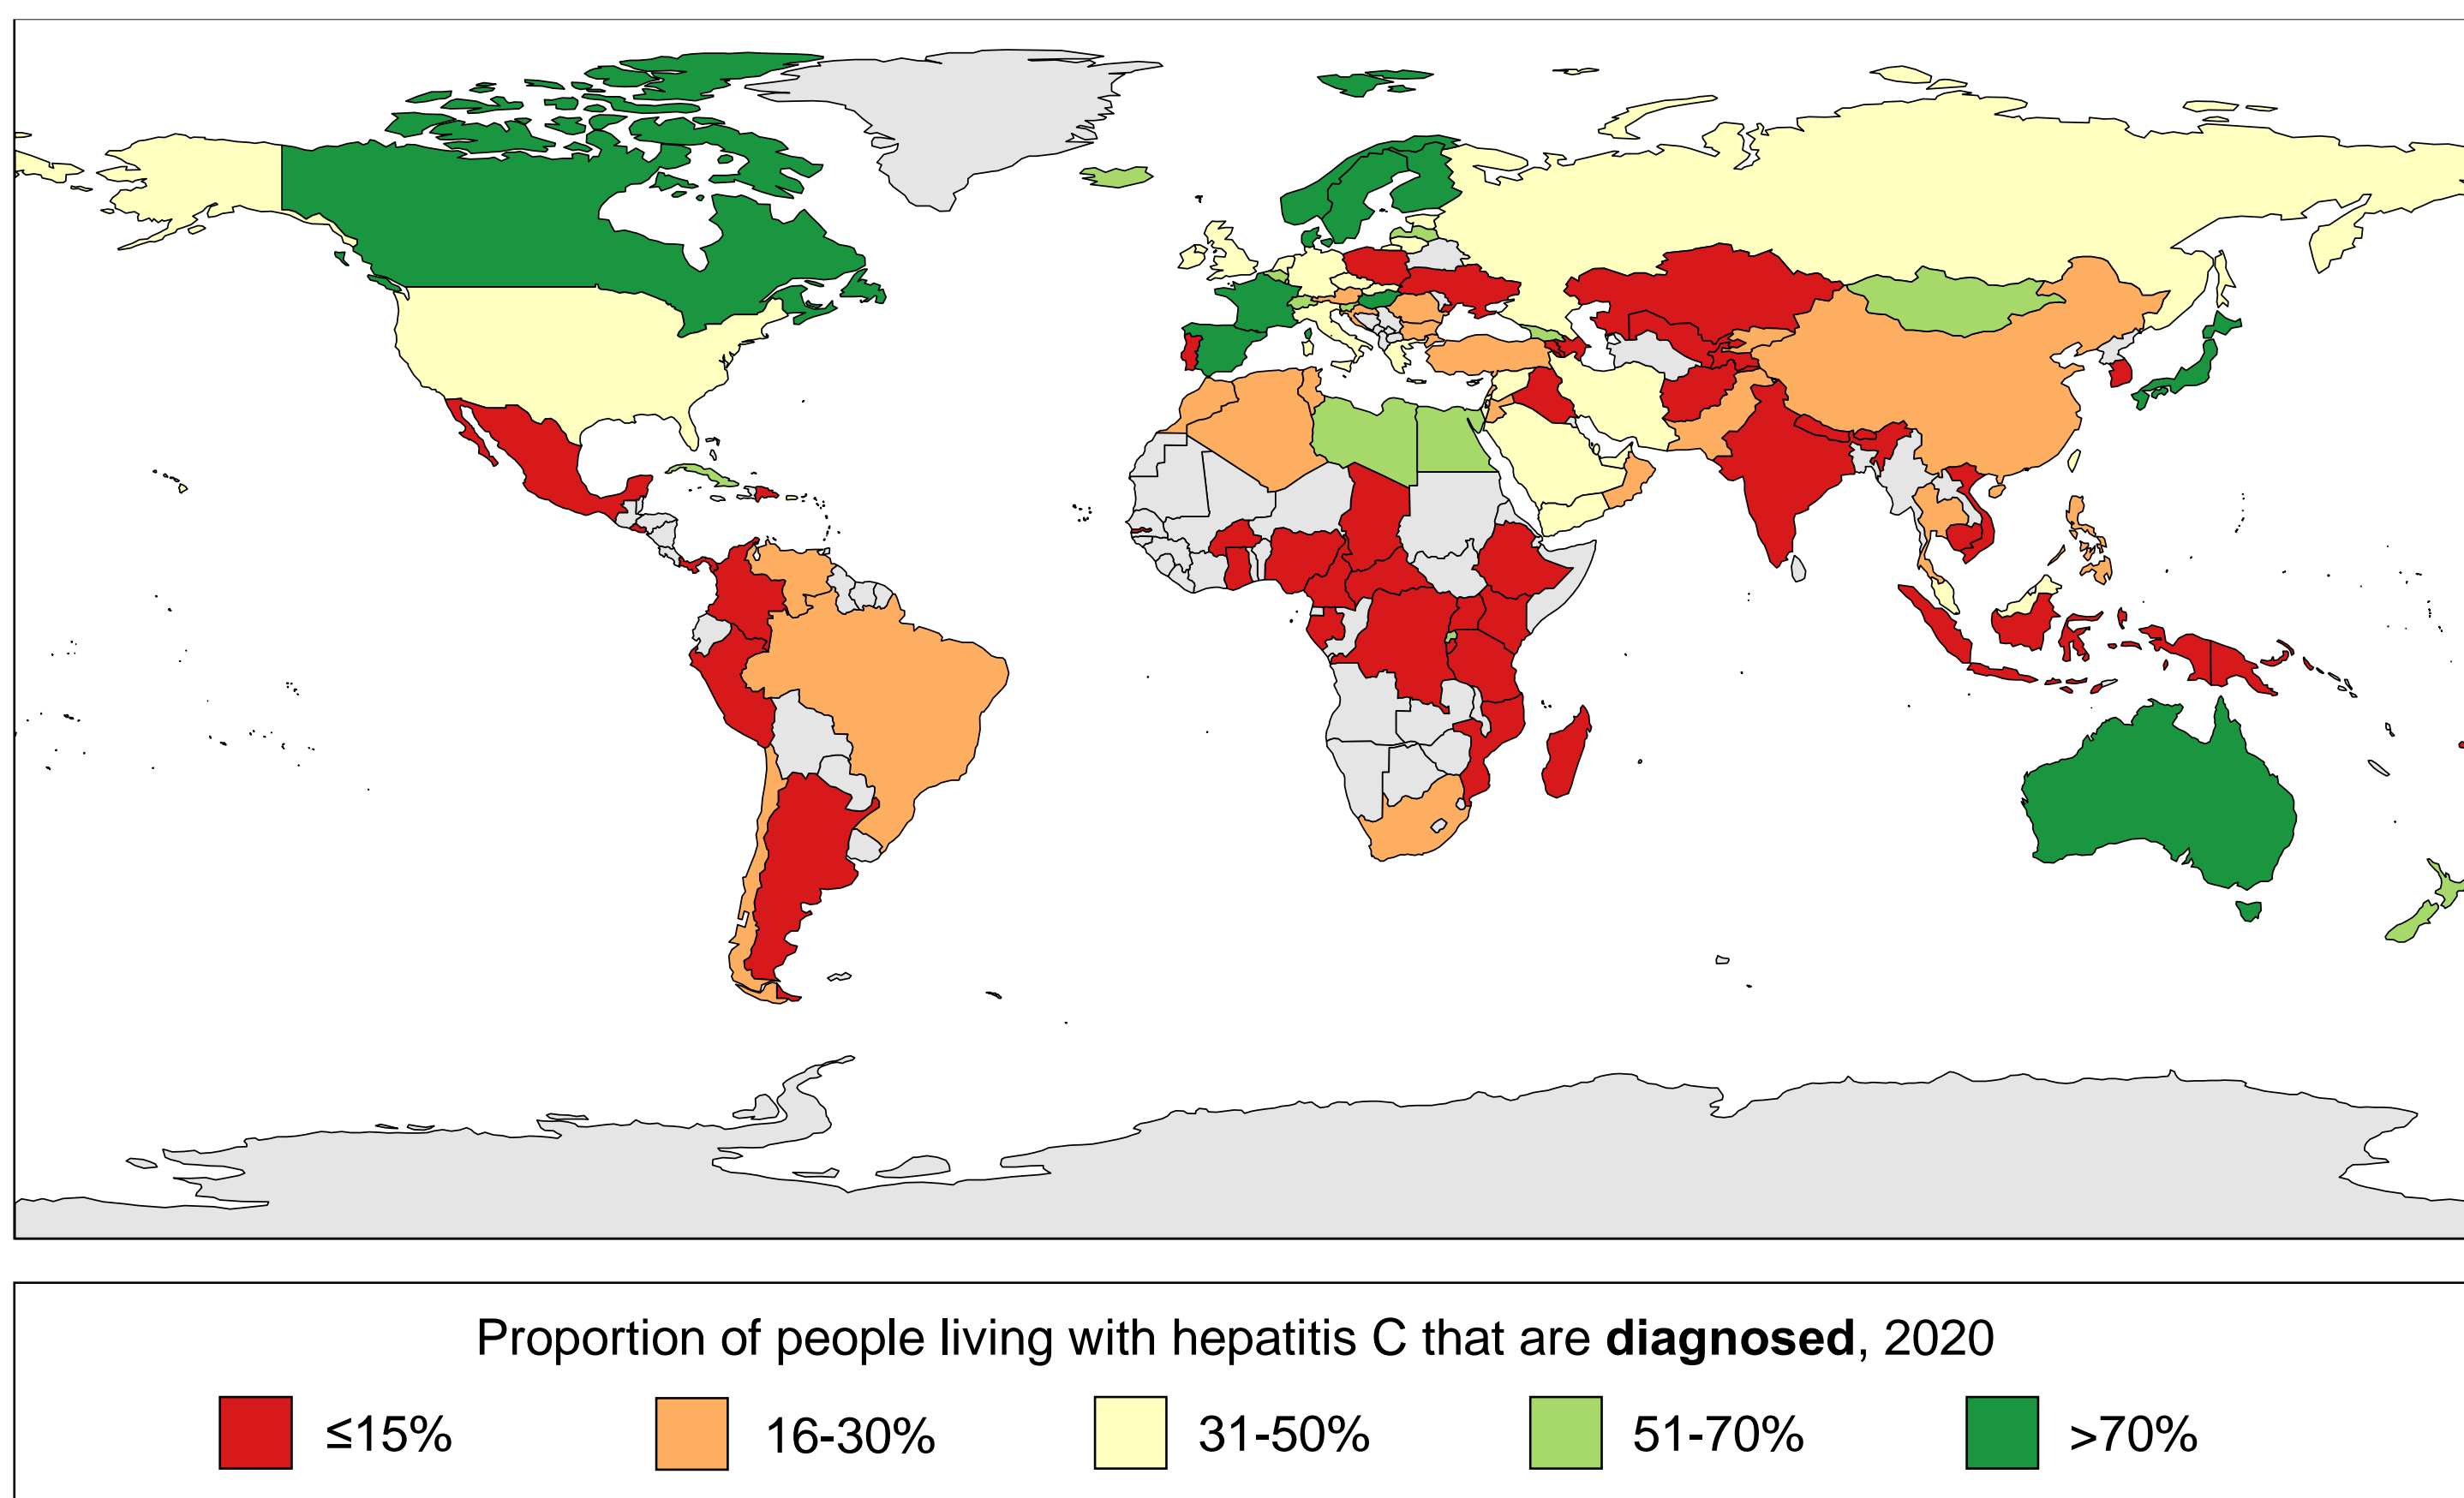 Proportion of people living with hepatitis C that are diagnosed, 2020
≤15% 16-30% 31-50% 51-70% >70%